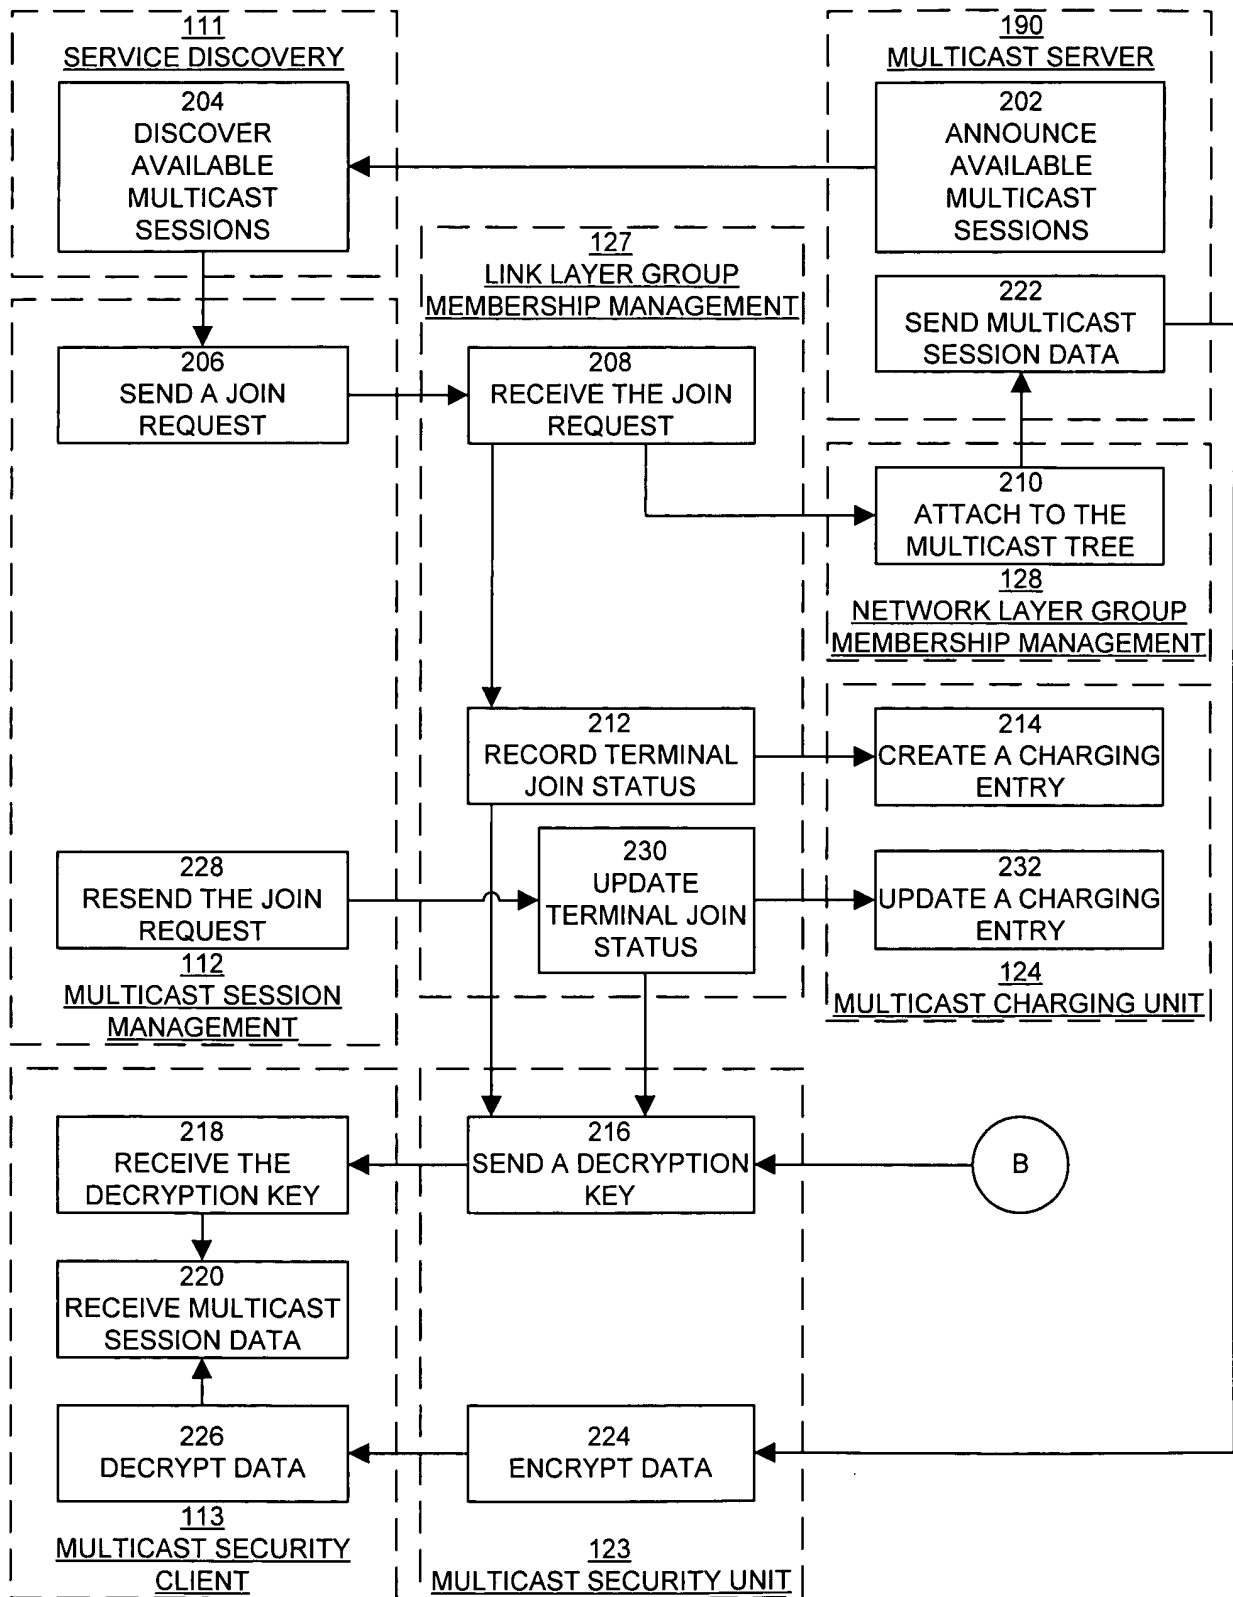 111
SERVICE DISCOVERY
204
DISCOVER
AVAILABLE
MULTICAST
SESSIONS
190
MULTICAST SERVER
202
ANNOUNCE
AVAILABLE
MULTICAST
SESSIONS
222
SEND MULTICAST
SESSION DATA
127
LINK LAYER GROUP
MEMBERSHIP MANAGEMENT
206
SEND A JOIN
REQUEST
208
RECEIVE THE JOIN
REQUEST
210
ATTACH TO THE
MULTICAST TREE
128
NETWORK LAYER GROUP
MEMBERSHIP MANAGEMENT
212
RECORD TERMINAL
JOIN STATUS
214
CREATE A CHARGING
ENTRY
228
RESEND THE JOIN
REQUEST
112
MULTICAST SESSION
MANAGEMENT
230
UPDATE
TERMINAL JOIN
STATUS
232
UPDATE A CHARGING
ENTRY
124
MULTICAST CHARGING UNIT
218
RECEIVE THE
DECRYPTION KEY
216
SEND A DECRYPTION
KEY
B
220
RECEIVE MULTICAST
SESSION DATA
226
DECRYPT DATA
224
ENCRYPT DATA
113
MULTICAST SECURITY
CLIENT
123
MULTICAST SECURITY UNIT